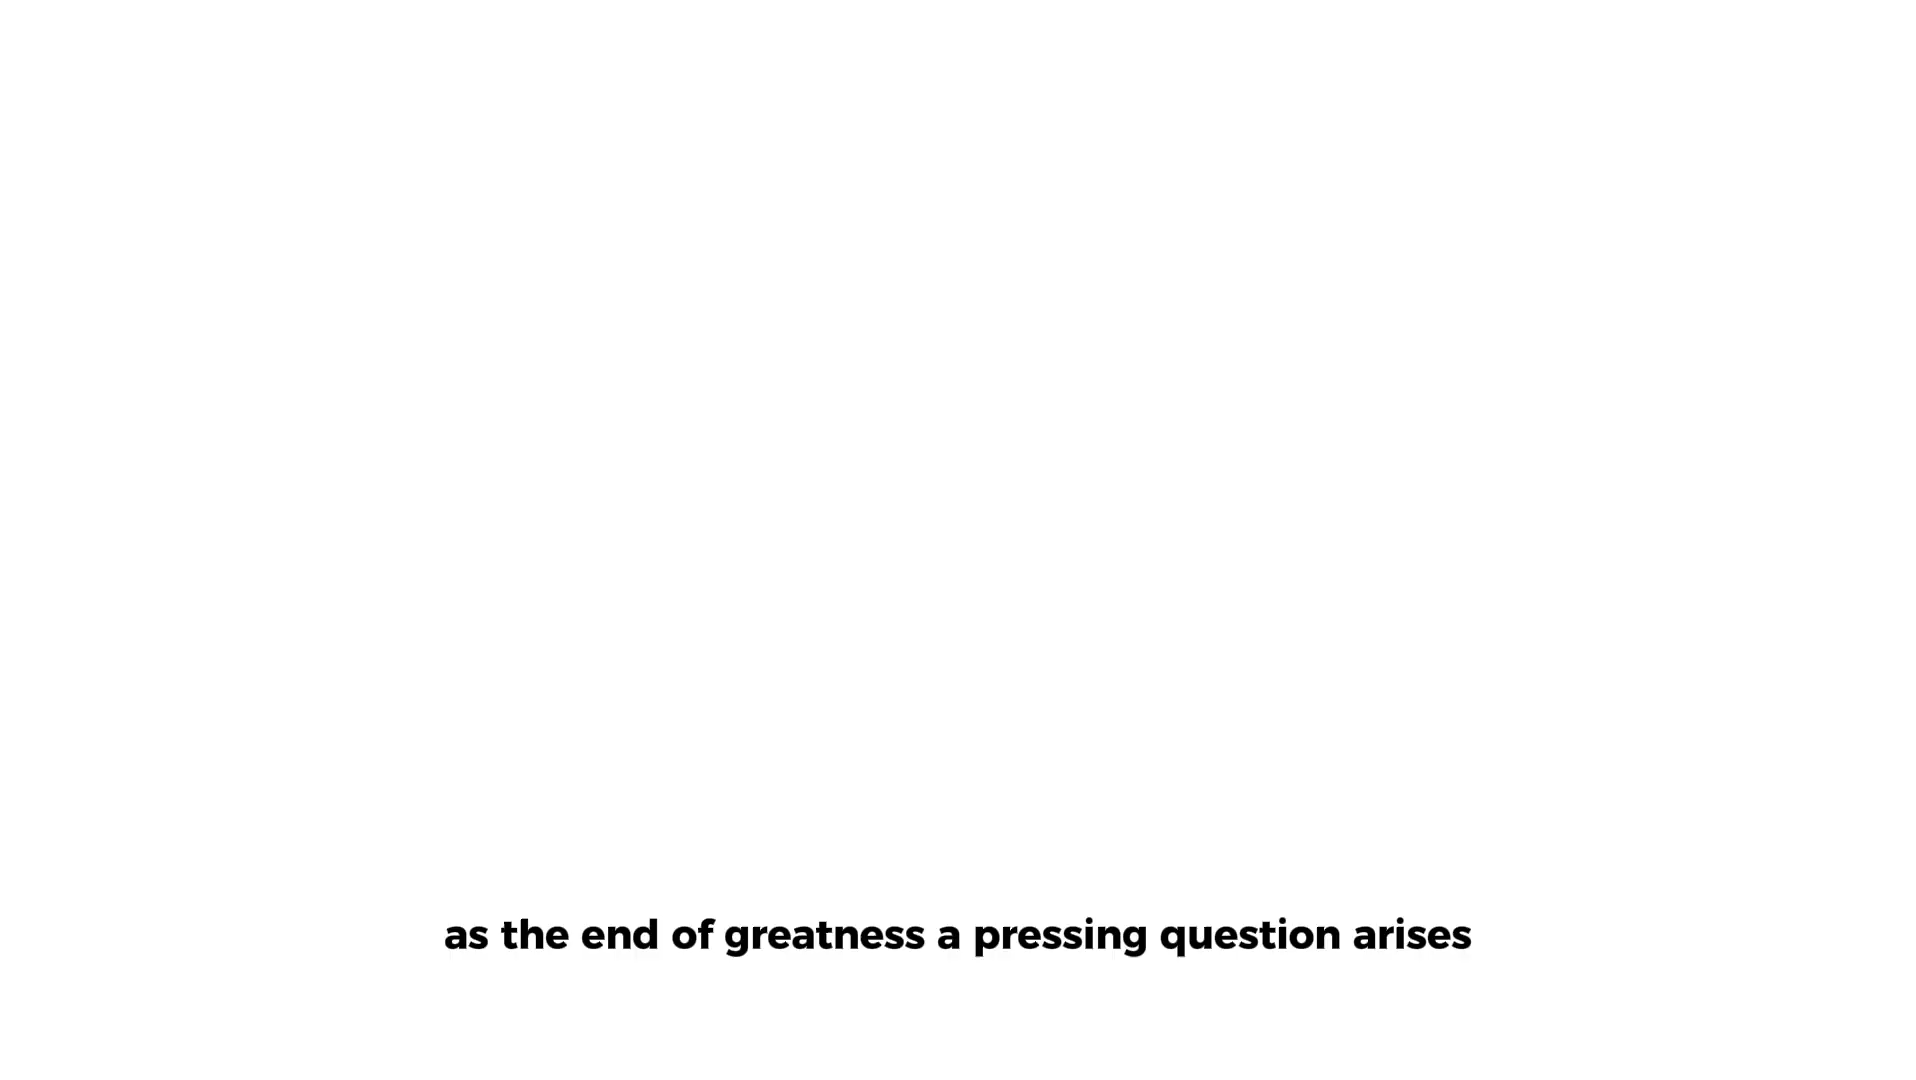 as the end of greatness a pressing question arises